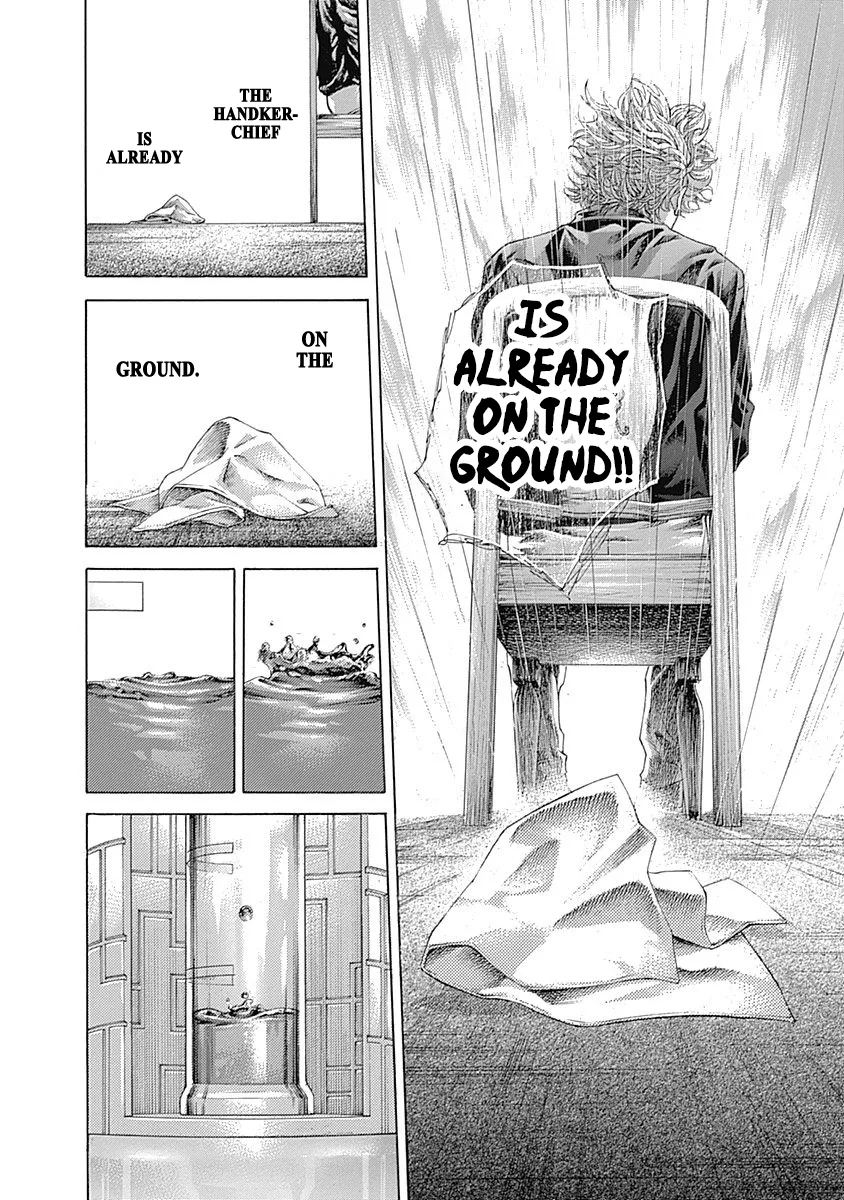 IS
ALREADY
ON THE
GROUND!!
THE
HANDKER-
CHIEF
IS
ALREADY
ON
THE
GROUND.